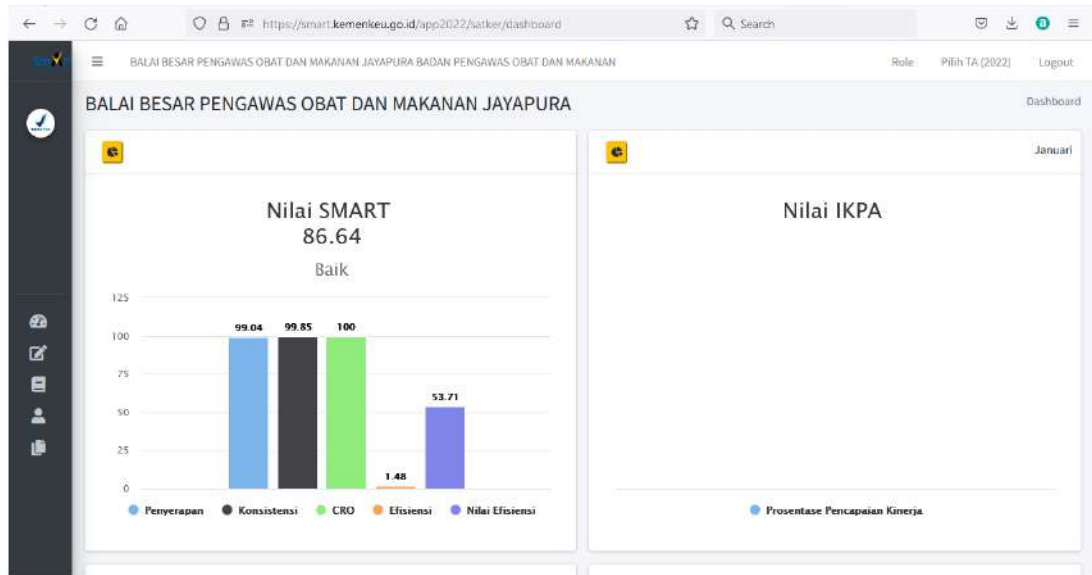 https://smart.kemenkeu.go.id/app2022/satker/dashboard
Search
BALAI BESAR PENGAWAS OBAT DAN MAKANAN JAYAPURA BADAN PENGAWAS OBAT DAN MAKANAN
Role
Pilih TA (2022)
Logout
BALAI BESAR PENGAWAS OBAT DAN MAKANAN JAYAPURA
Dashboard
Januari
Nilai SMART
86.64
Baik
125
100
75
50
25
0
99.04
99.85
100
1.48
53.71
Penyerapan
Konsistensi
CRO
Efisiensi
Nilai Efisiensi
Nilai IKPA
Prosentase Pencapaian Kinerja